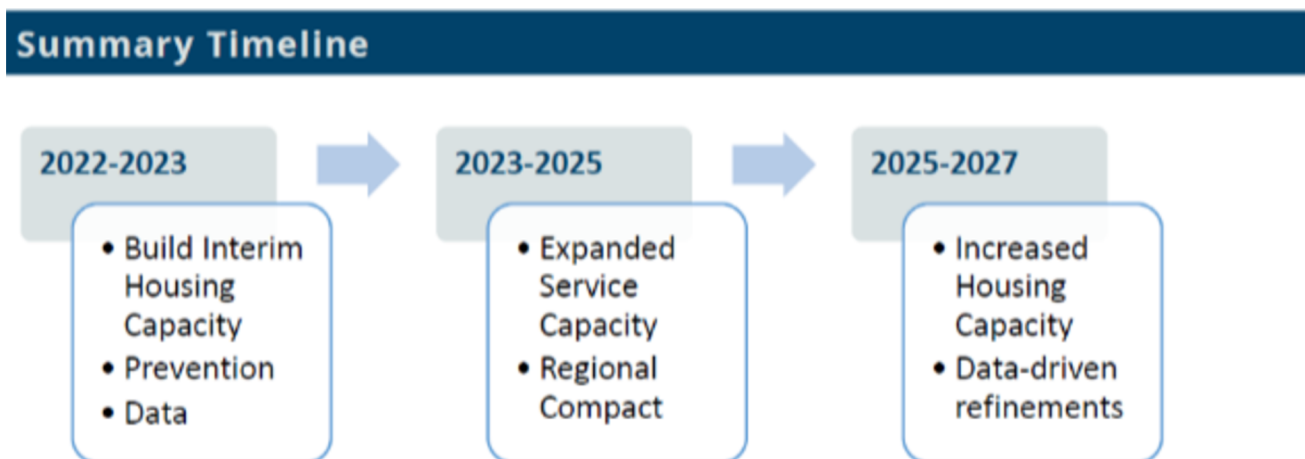 Summary Timeline
2022-2023
• Build Interim
Housing
Capacity
• Prevention
• Data
2023-2025
• Expanded
Service
Capacity
• Regional
Compact
2025-2027
• Increased
Housing
Capacity
• Data-driven
refinements